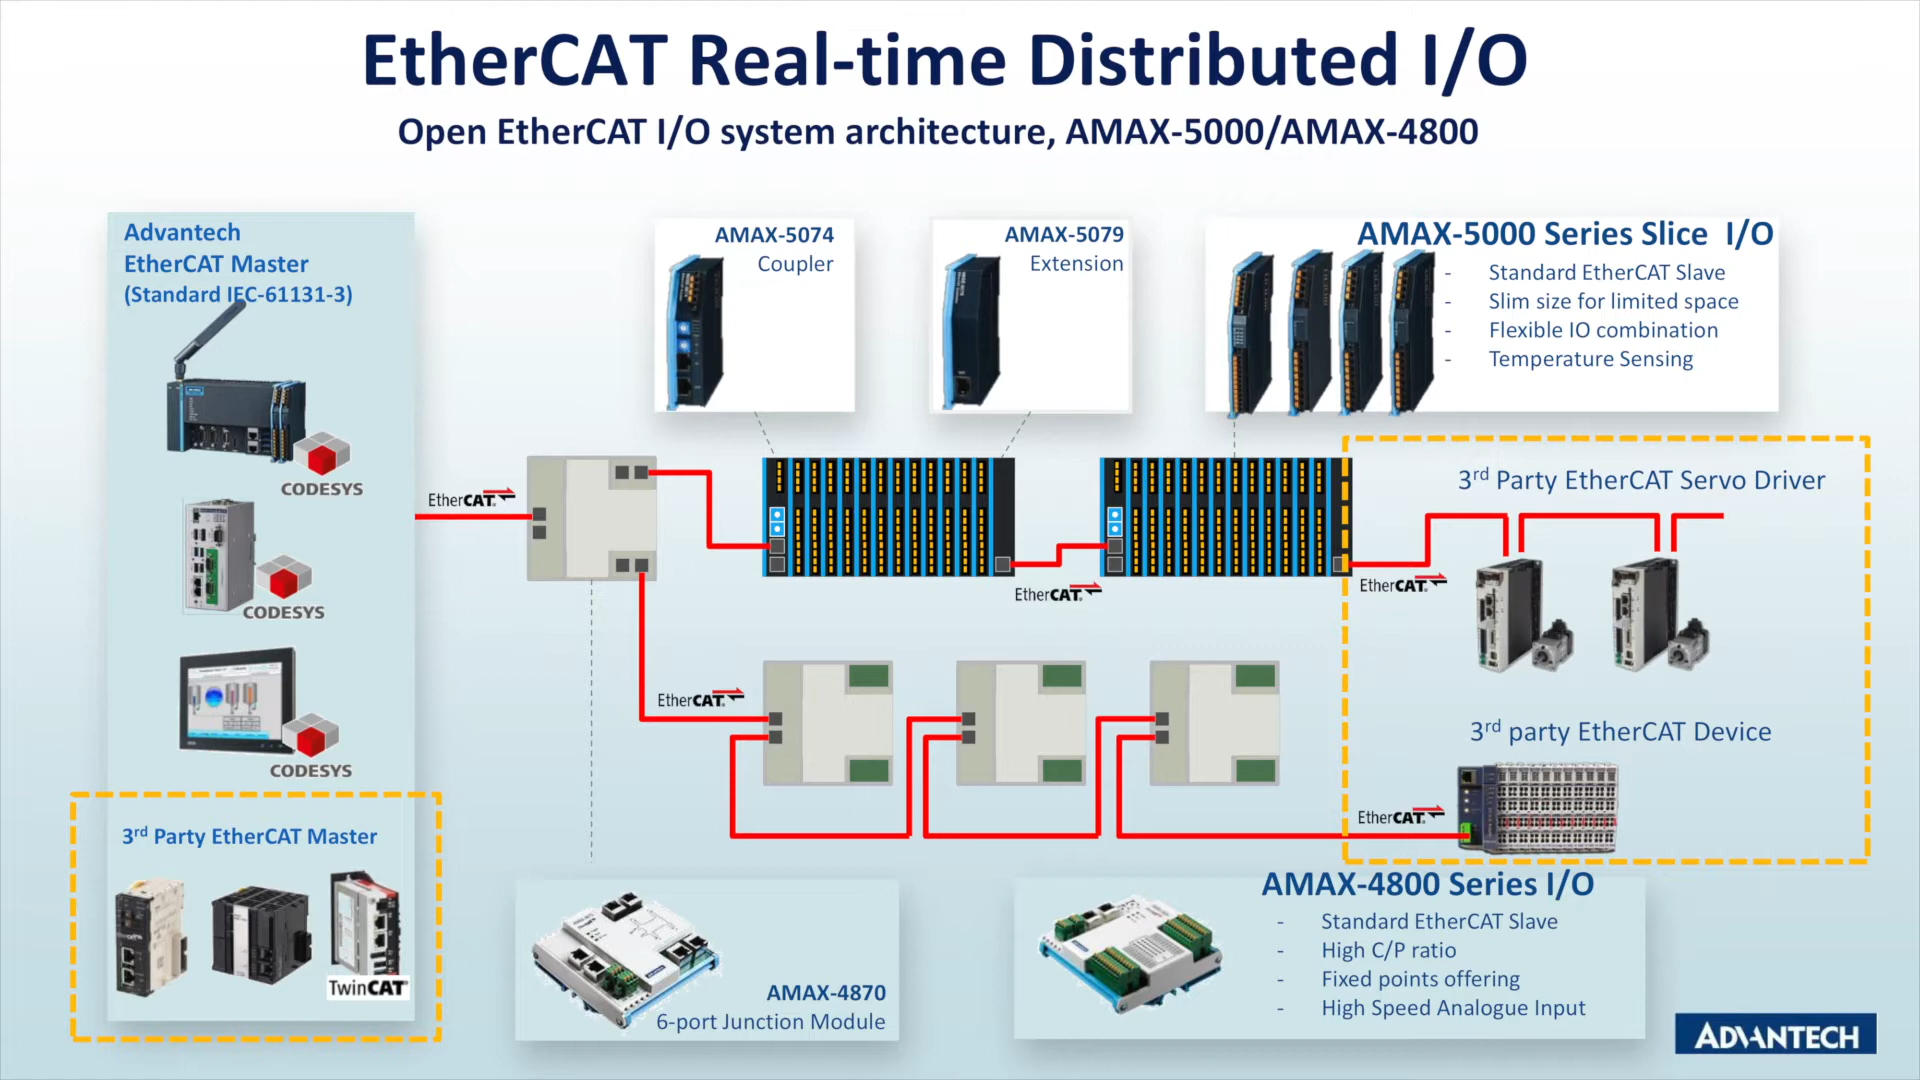 EtherCAT Real-time Distributed I/O
Open EtherCAT I/O system architecture, AMAX-5000/AMAX-4800
Advantech
EtherCAT Master
(Standard IEC-61131-3)
CODESYS
CODESYS
CODESYS
3rd Party EtherCAT Master
TwinCAT®
AMAX-5074
Coupler
AMAX-5079
Extension
AMAX-5000 Series Slice I/O
- Standard EtherCAT Slave
- Slim size for limited space
- Flexible IO combination
- Temperature Sensing
EtherCAT®
EtherCAT®
EtherCAT®
3rd Party EtherCAT Servo Driver
EtherCAT®
3rd party EtherCAT Device
EtherCAT®
AMAX-4870
6-port Junction Module
AMAX-4800 Series I/O
- Standard EtherCAT Slave
- High C/P ratio
- Fixed points offering
- High Speed Analogue Input
ADVANTECH